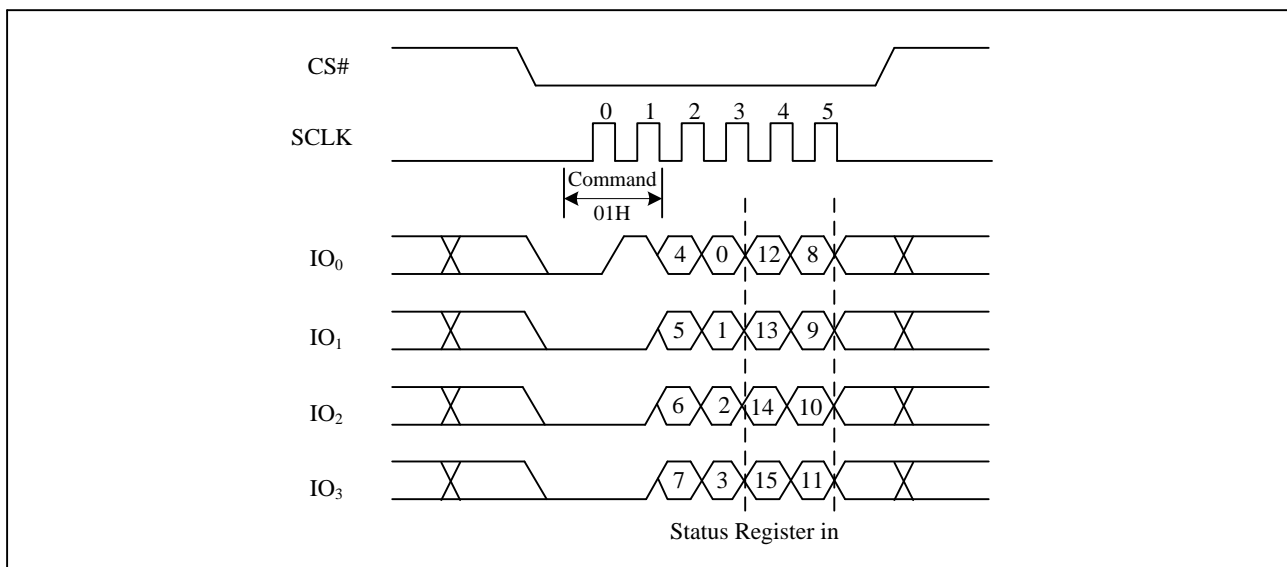 CS#
0 1 2 3 4 5
SCLK
Command
01H
IO0 4 0 12 8
IO1 5 1 13 9
IO2 6 2 14 10
IO3 7 3 15 11
Status Register in